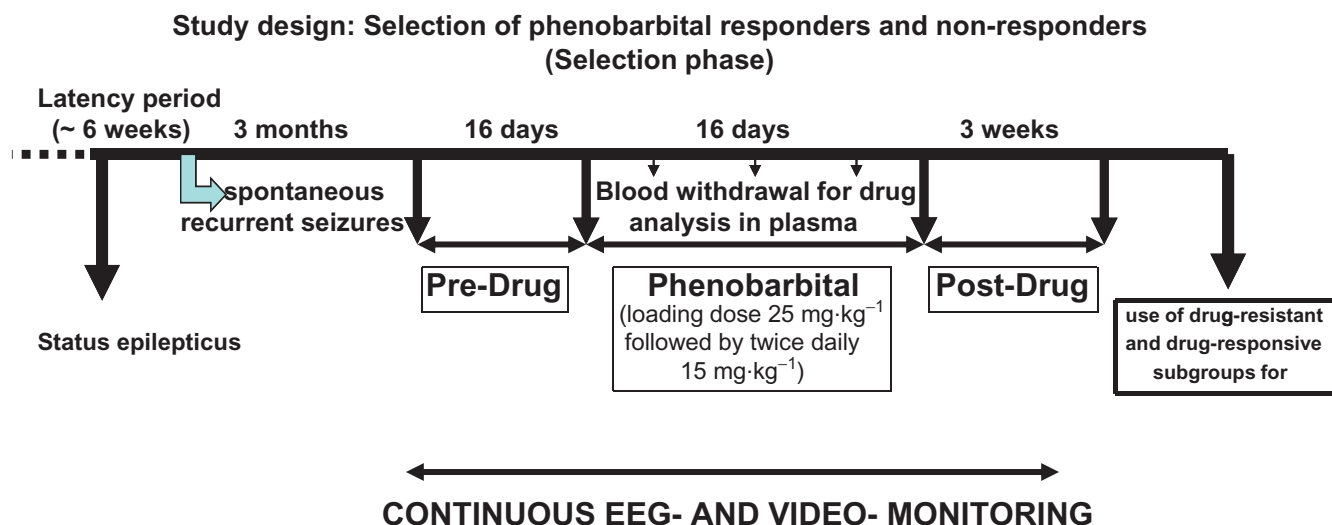 Study design: Selection of phenobarbital responders and non-responders
(Selection phase)
Latency period
(~ 6 weeks)
3 months
16 days
16 days
3 weeks
spontaneous
recurrent seizures
Blood withdrawal for drug
analysis in plasma
Pre-Drug
Phenobarbital
(loading dose 25 mg·kg⁻¹
followed by twice daily
15 mg·kg⁻¹)
Post-Drug
Status epilepticus
use of drug-resistant
and drug-responsive
subgroups for
CONTINUOUS EEG- AND VIDEO- MONITORING